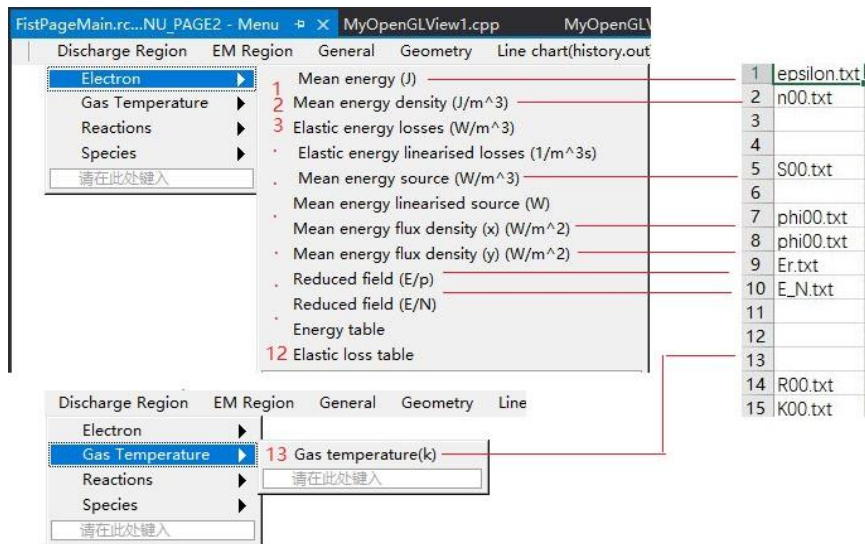 FistPageMain.rc...NU_PAGE2 - Menu MyOpenGLView1.cpp MyOpenGLV
Discharge Region EM Region General Geometry Line chart(history.out
Electron
Gas Temperature
Reactions
Species
请在此处键入
1 Mean energy (J)
2 Mean energy density (J/m^3)
3 Elastic energy losses (W/m^3)
Elastic energy linearised losses (1/m^3s)
Mean energy source (W/m^3)
Mean energy linearised source (W)
Mean energy flux density (x) (W/m^2)
Mean energy flux density (y) (W/m^2)
Reduced field (E/p)
Reduced field (E/N)
Energy table
12 Elastic loss table
1 epsilon.txt
2 n00.txt
3
4
5 S00.txt
6
7 phi00.txt
8 phi00.txt
9 Er.txt
10 E_N.txt
11
12
13
14 R00.txt
15 K00.txt
Discharge Region EM Region General Geometry Line
Electron
Gas Temperature
Reactions
Species
请在此处键入
13 Gas temperature(k)
请在此处键入